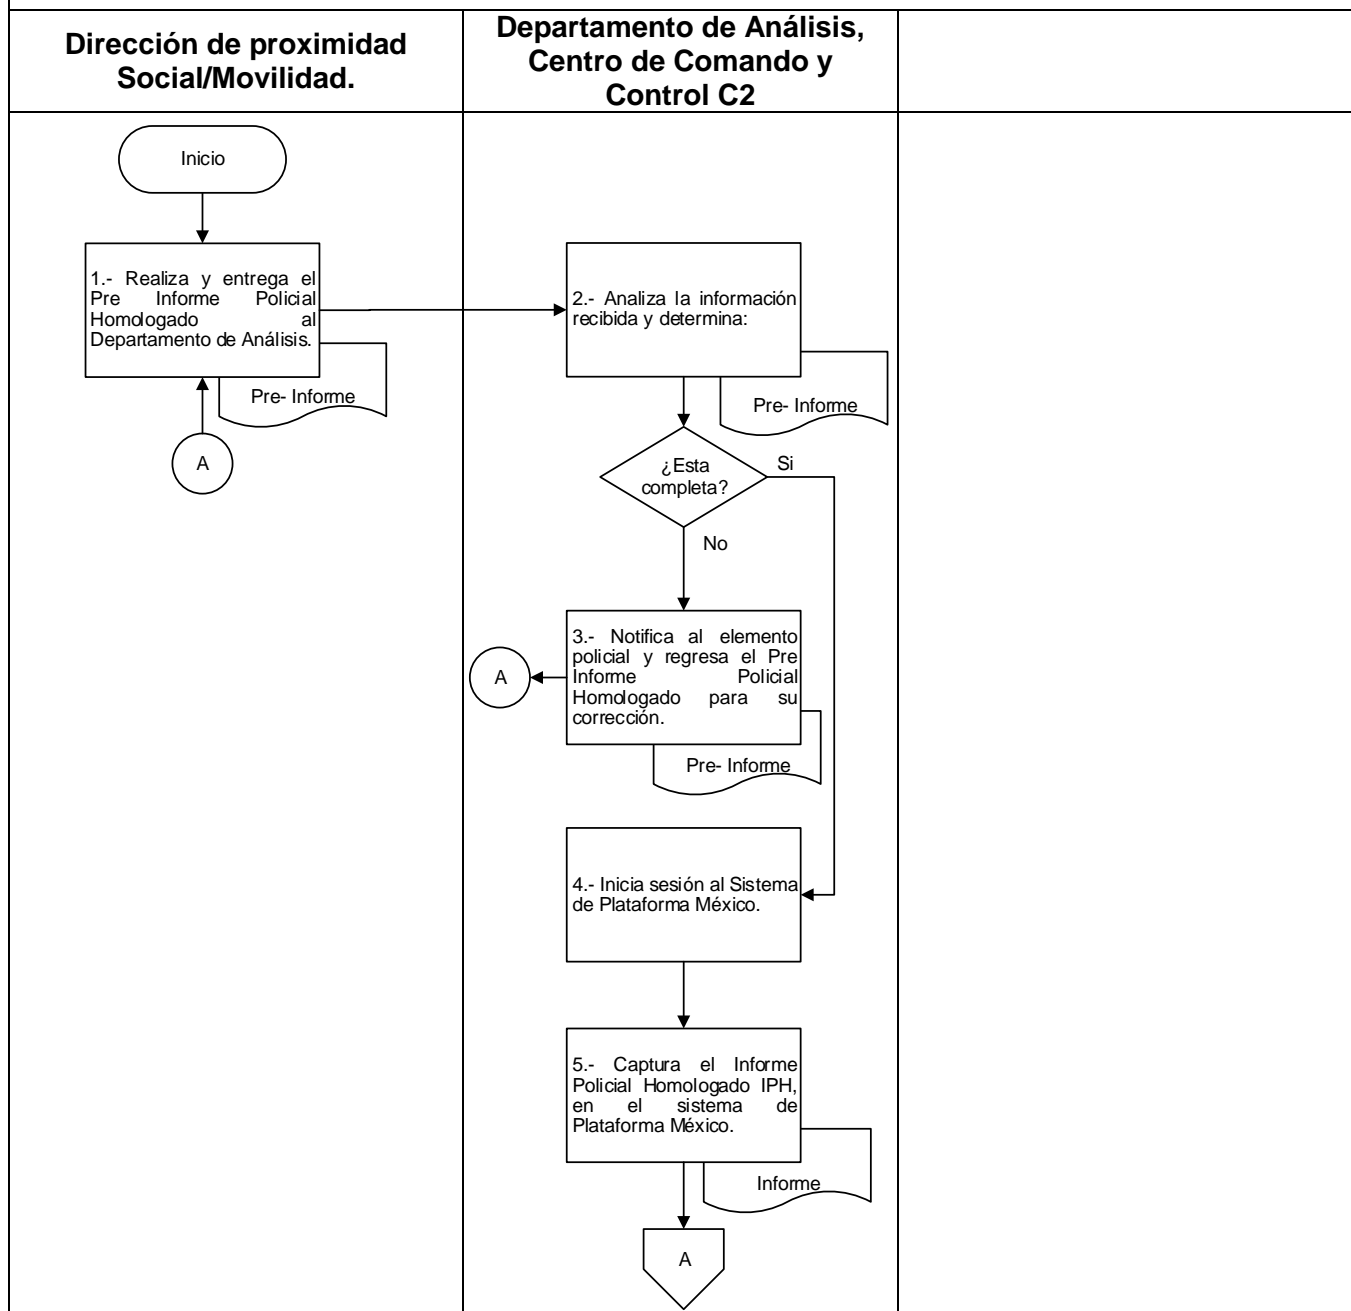 Dirección de proximidad
Social/Movilidad.
Departamento de Análisis,
Centro de Comando y
Control C2
Inicio
1.- Realiza y entrega el
Pre Informe Policial
Homologado al
Departamento de Análisis.
Pre- Informe
A
2.- Analiza la información
recibida y determina:
Pre- Informe
¿Esta
completa?
Si
No
3.- Notifica al elemento
policial y regresa el Pre
Informe Policial
Homologado para su
corrección.
A
Pre- Informe
4.- Inicia sesión al Sistema
de Plataforma México.
5.- Captura el Informe
Policial Homologado IPH,
en el sistema de
Plataforma México.
Informe
A